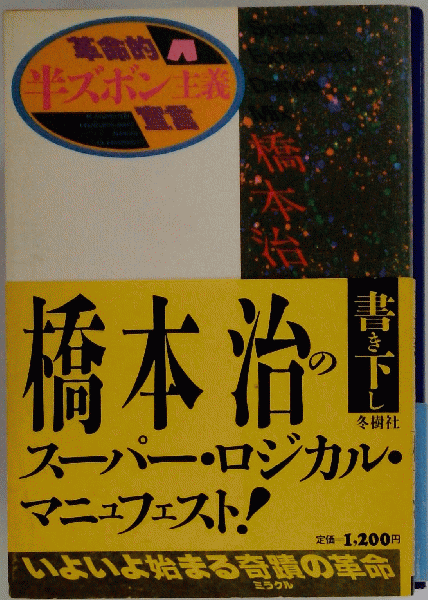 革命的
半ズボン主義
宣言
橋本治
橋本治の
スーパー・ロジカル・
マニュフェスト!
書き下し
冬樹社
定価=1,200円
いよいよ始まる奇蹟の革命
ミラクル